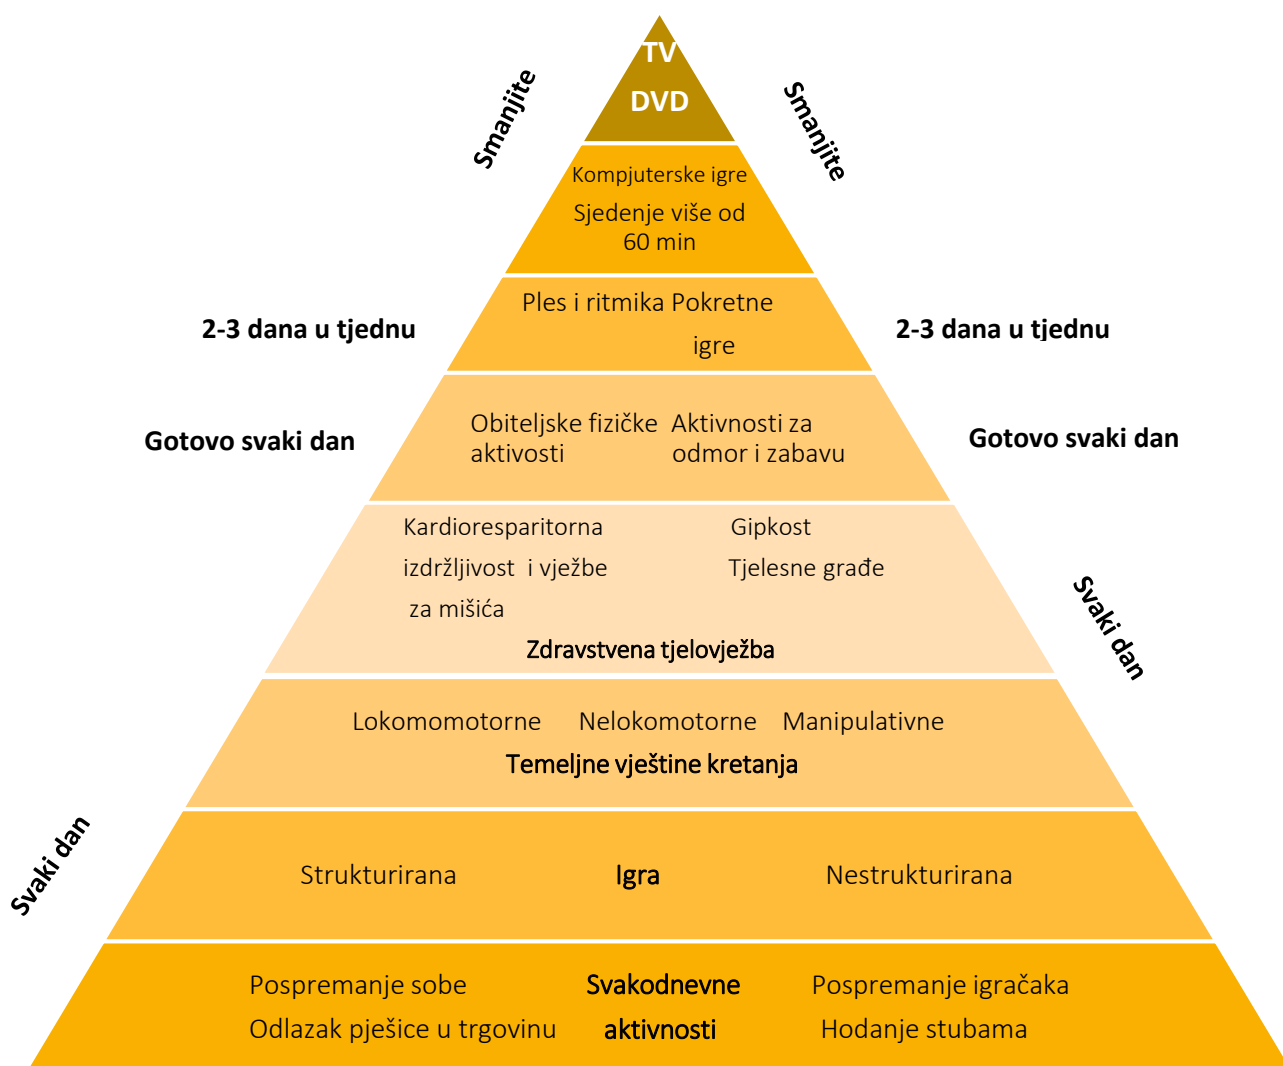 TV
DVD
Smanjite
Smanjite
Kompjuterske igre
Sjedenje više od
60 min
2-3 dana u tjednu
Ples i ritmika Pokretne
igre
2-3 dana u tjednu
Gotovo svaki dan
Obiteljske fizičke Aktivnosti za
aktivosti odmor i zabavu
Gotovo svaki dan
Kardioresparitorna Gipkost
izdržljivost i vježbe Tjelesne građe
za mišića
Zdravstvena tjelovježba
Svaki dan
Lokomomotorne Nelokomotorne Manipulativne
Temeljne vještine kretanja
Svaki dan
Strukturirana Igra Nestrukturirana
Pospremanje sobe Svakodnevne Pospremanje igračaka
Odlazak pješice u trgovinu aktivnosti Hodanje stubama